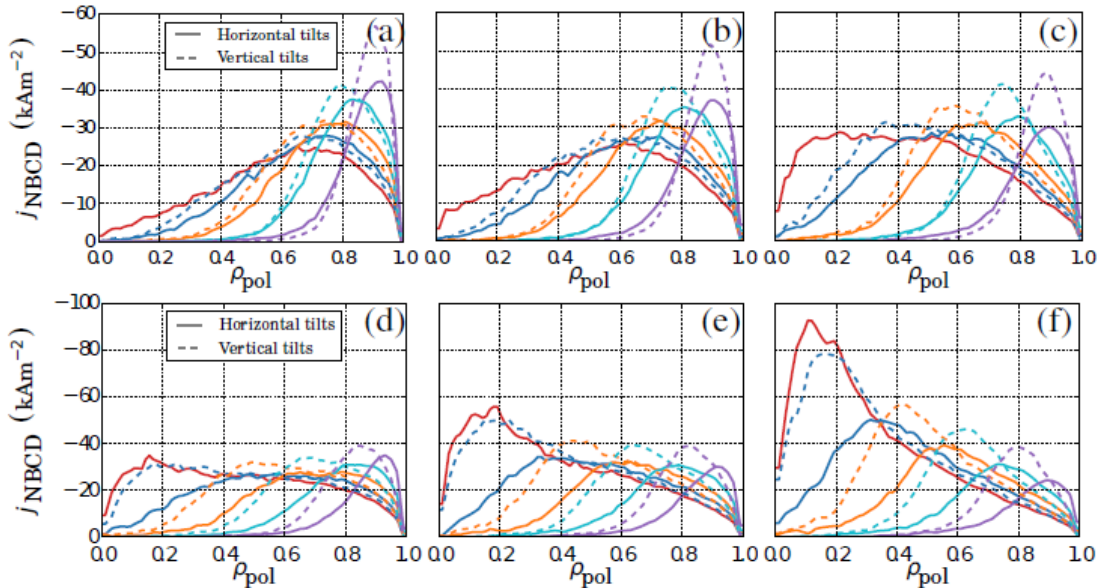 −60
−50
−40
−30
−20
−10
0
j NBCD (kAm−2)
Horizontal tilts
Vertical tilts
(a)
0.0 0.2 0.4 0.6 0.8 1.0
ρpol
(b)
0.0 0.2 0.4 0.6 0.8 1.0
ρpol
(c)
0.0 0.2 0.4 0.6 0.8 1.0
ρpol
−100
−80
−60
−40
−20
0
j NBCD (kAm−2)
Horizontal tilts
Vertical tilts
(d)
0.0 0.2 0.4 0.6 0.8 1.0
ρpol
(e)
0.0 0.2 0.4 0.6 0.8 1.0
ρpol
(f)
0.0 0.2 0.4 0.6 0.8 1.0
ρpol